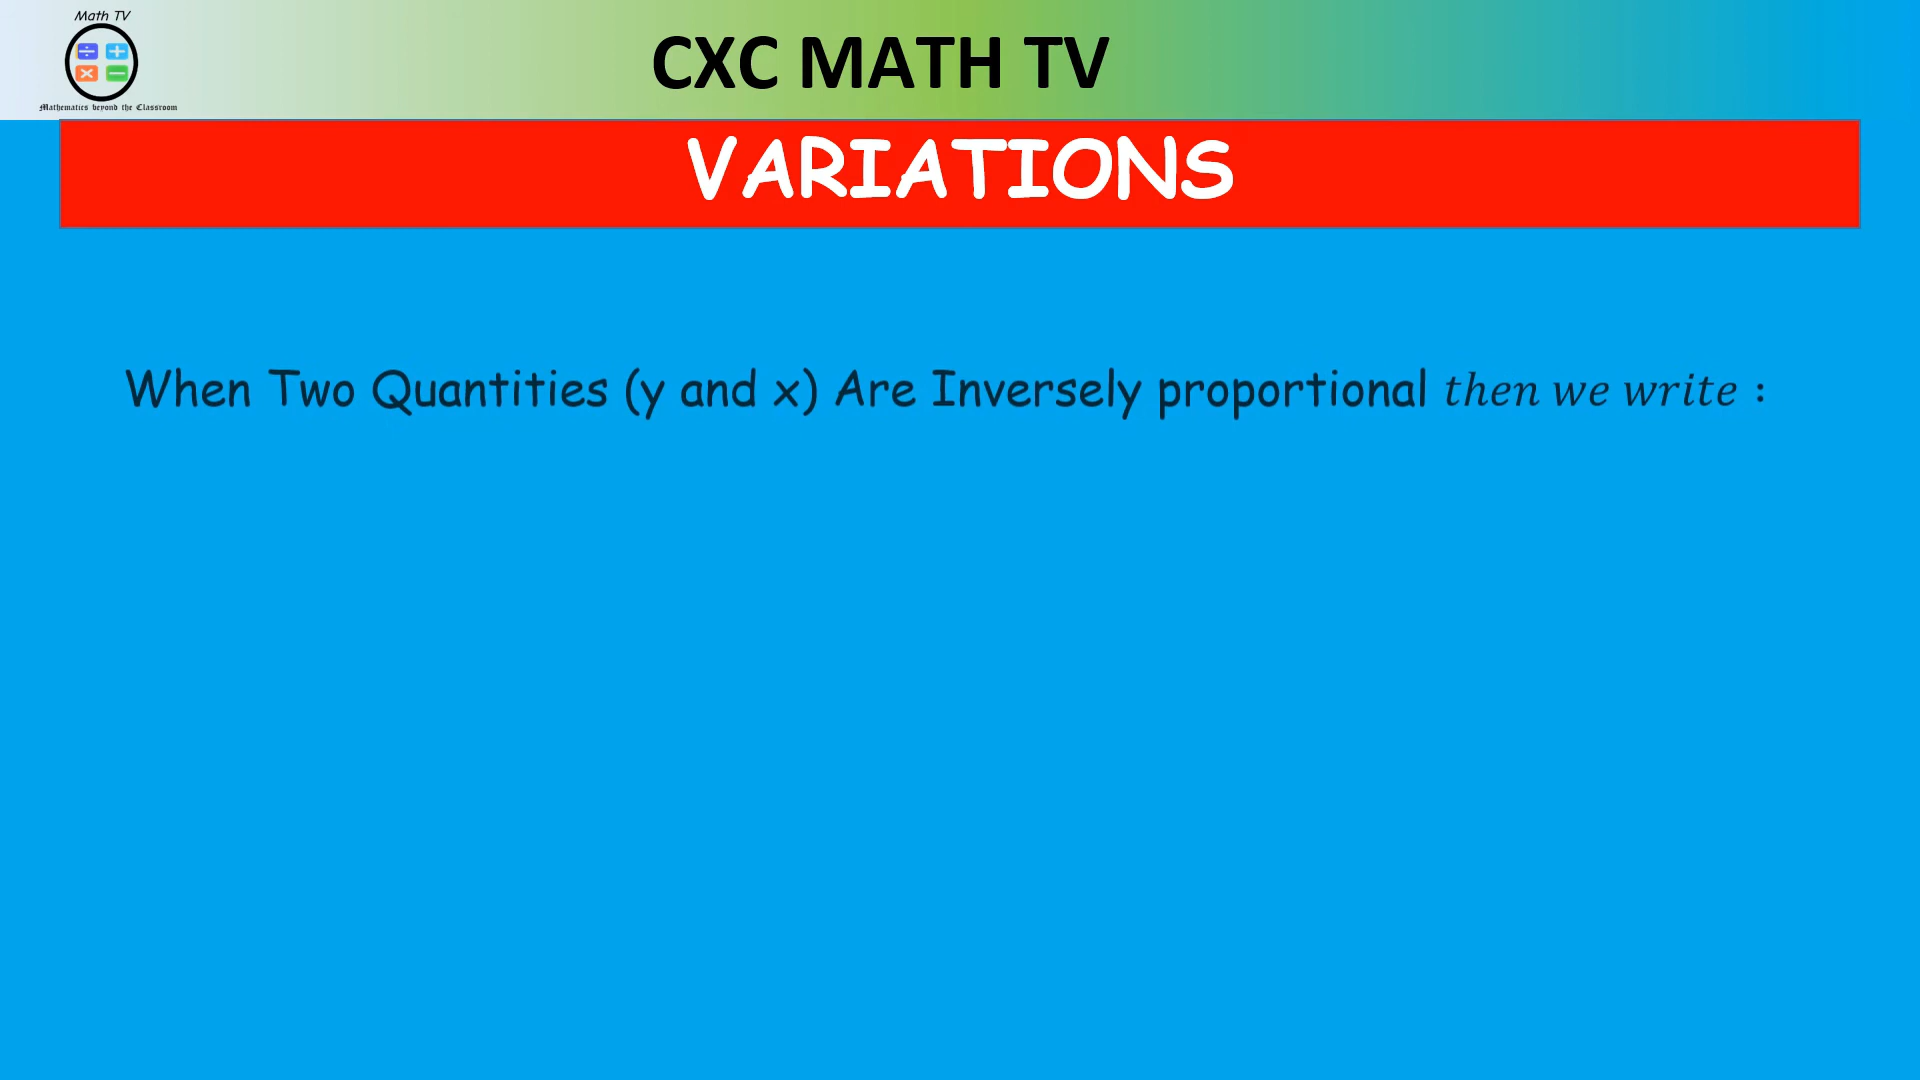 Math TV
CXC MATH TV
Mathematics beyond the Classroom
VARIATIONS
When Two Quantities (y and x) Are Inversely proportional then we write :